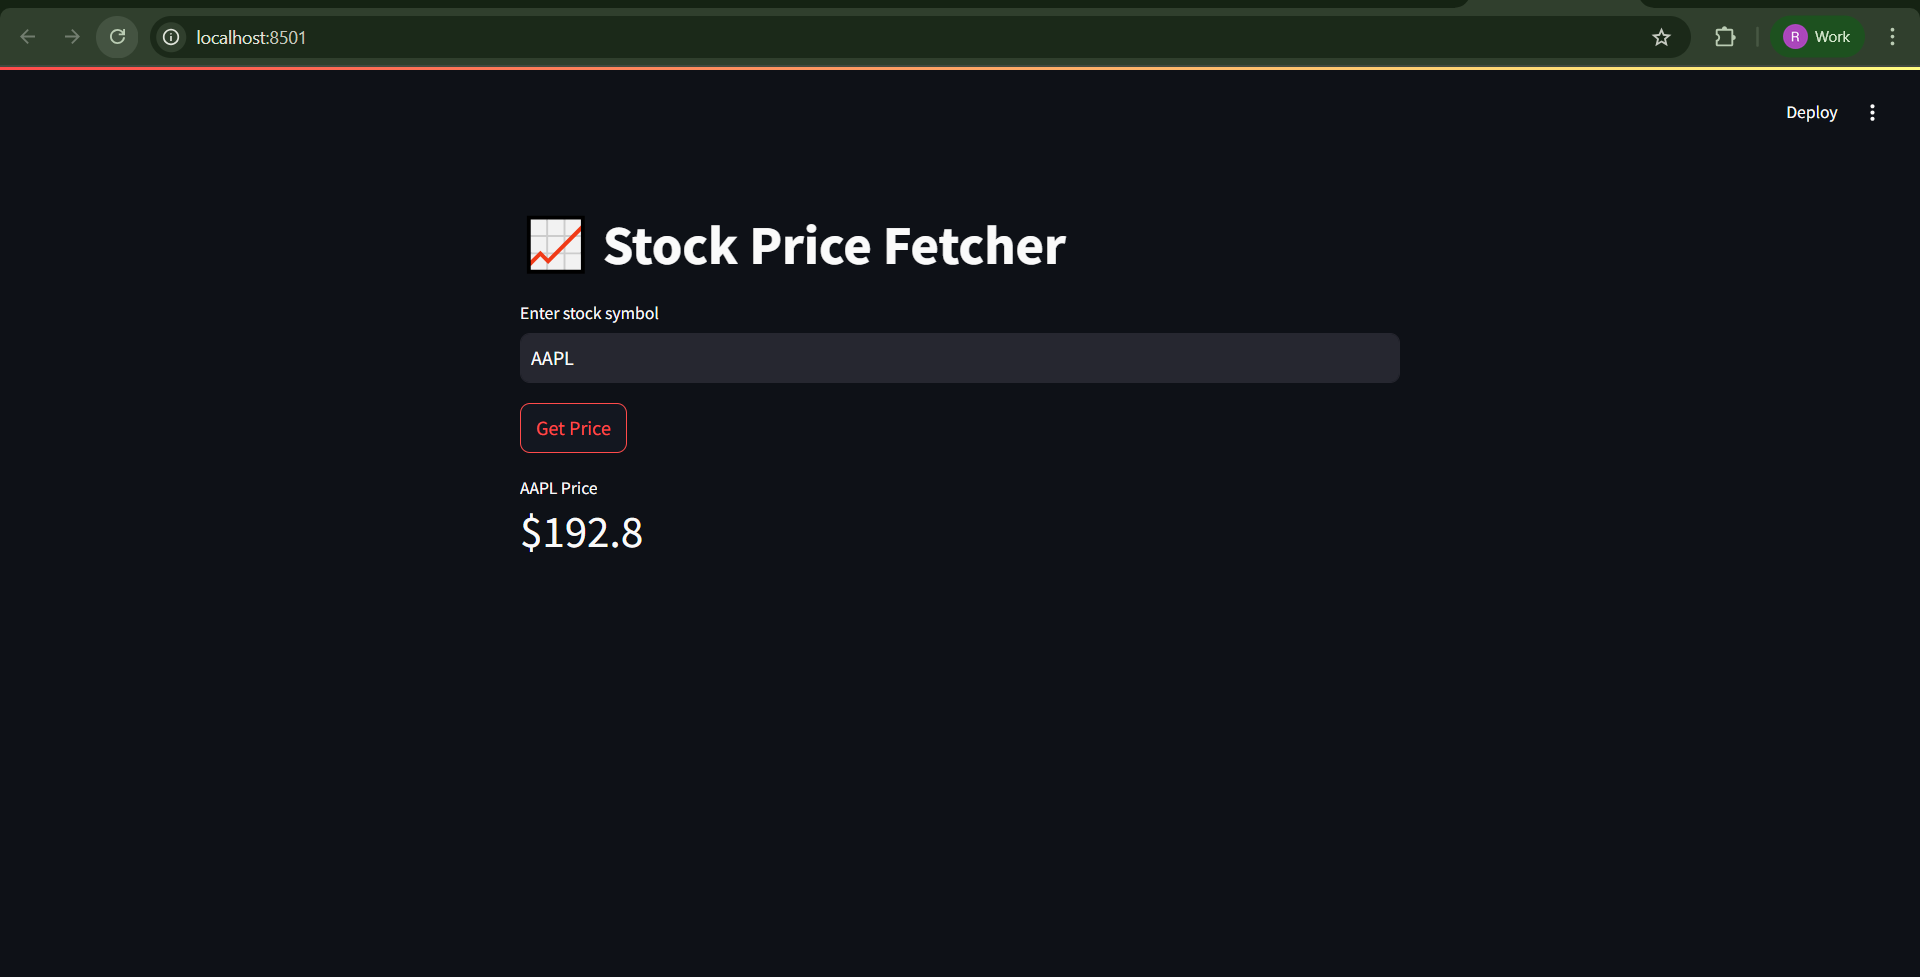 localhost:8501
R Work
Deploy
Stock Price Fetcher
Enter stock symbol
AAPL
Get Price
AAPL Price
$192.8